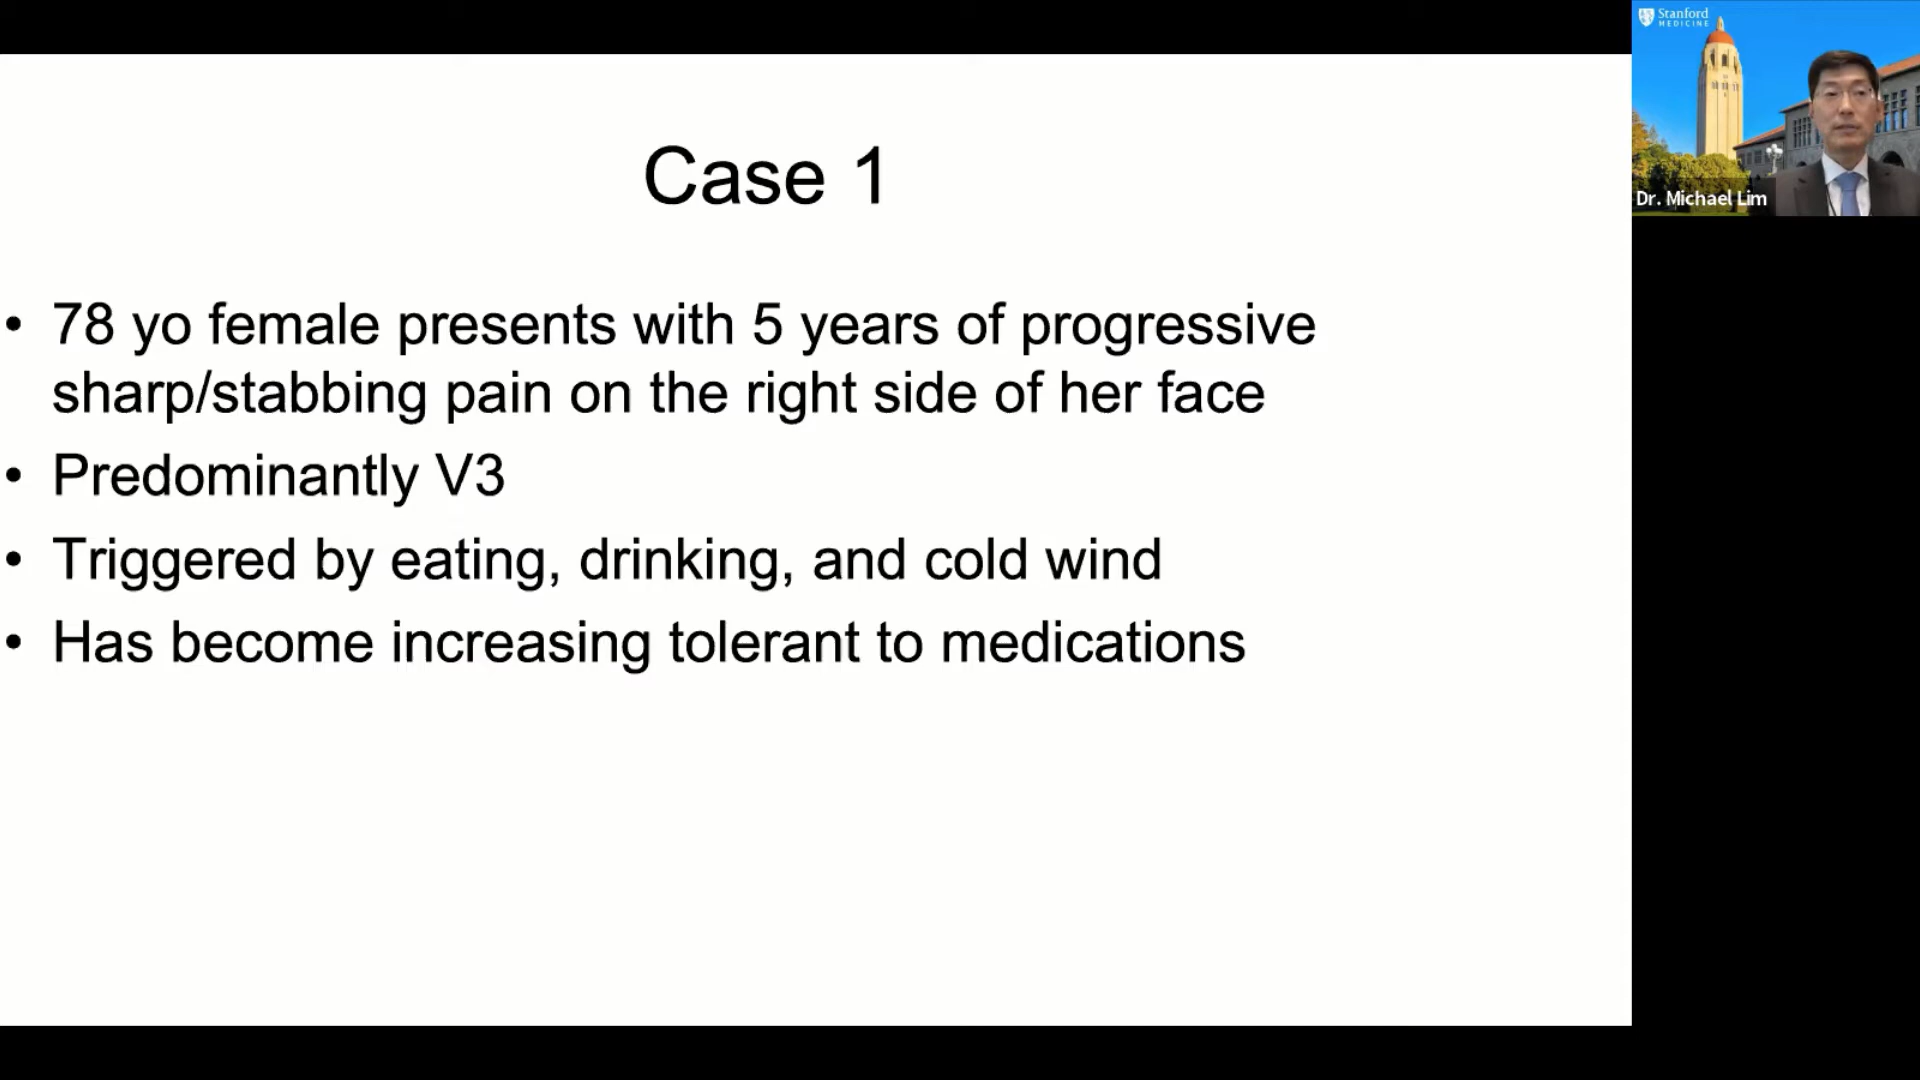 Case 1
• 78 yo female presents with 5 years of progressive
sharp/stabbing pain on the right side of her face
• Predominantly V3
• Triggered by eating, drinking, and cold wind
• Has become increasing tolerant to medications
Stanford
MEDICINE
Dr. Michael Lim